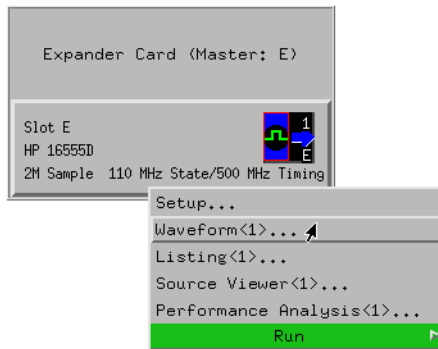 Expander Card (Master: E)
Slot E
HP 16555D
1
E
2M Sample 110 MHz State/500 MHz Timing
Setup...
Waveform<1>...
Listing<1>...
Source Viewer<1>...
Performance Analysis<1>...
Run